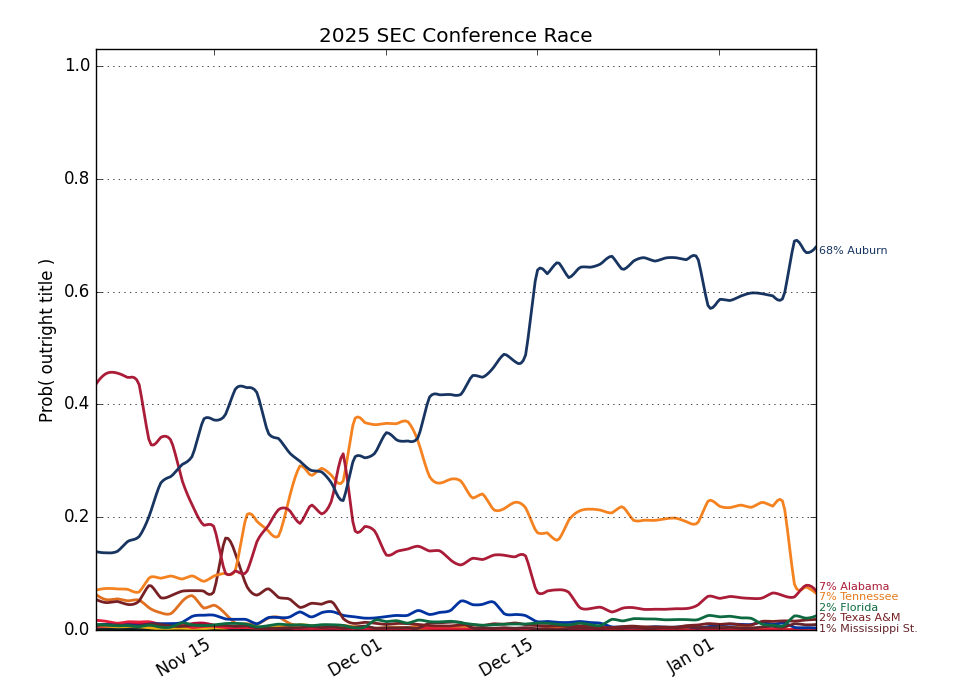 2025 SEC Conference Race
Prob( outright title )
1.0
0.8
0.6
0.4
0.2
0.0
Nov 15
Dec 01
Dec 15
Jan 01
68% Auburn
7% Alabama
7% Tennessee
2% Florida
2% Texas A&M
1% Mississippi St.